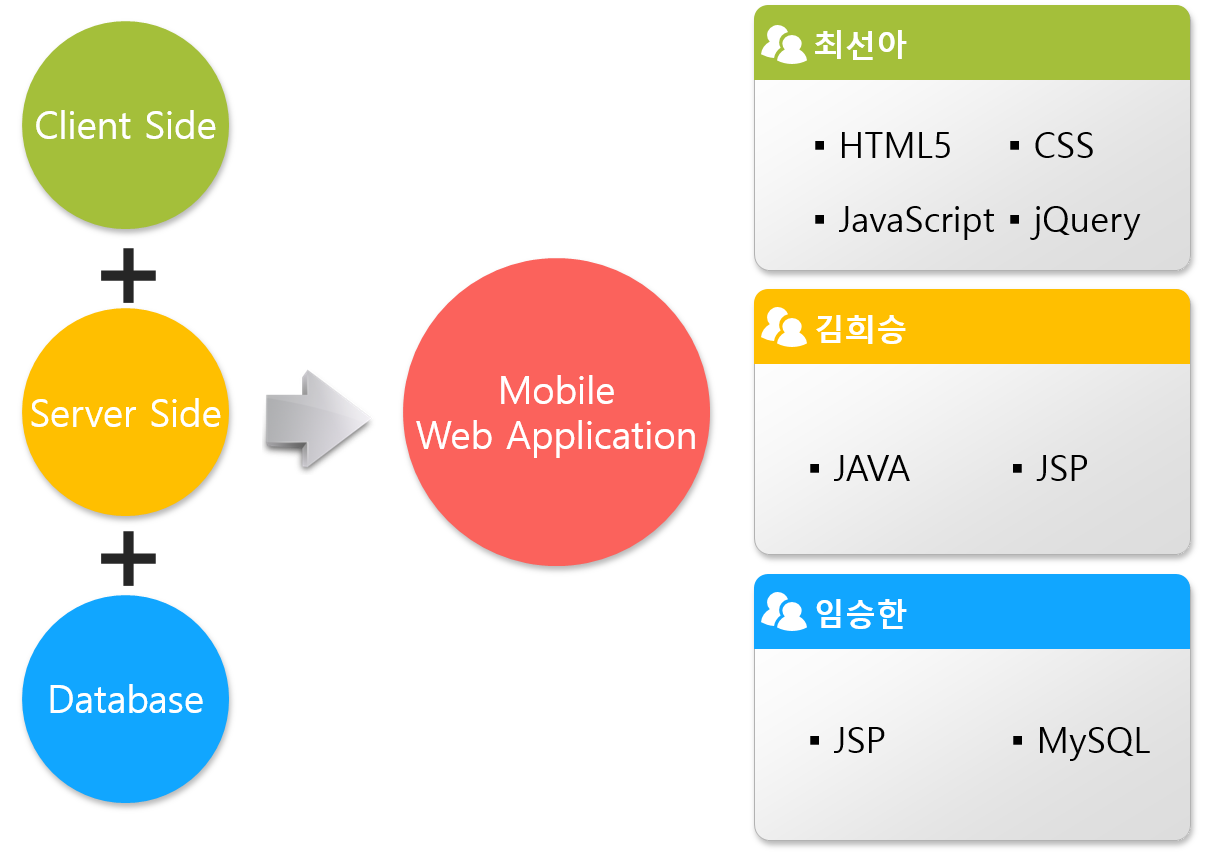 Client Side
Server Side
Database
Mobile
Web Application
최선아
▪ HTML5 ▪ CSS
▪ JavaScript ▪ jQuery
김희승
▪ JAVA ▪ JSP
임승한
▪ JSP ▪ MySQL